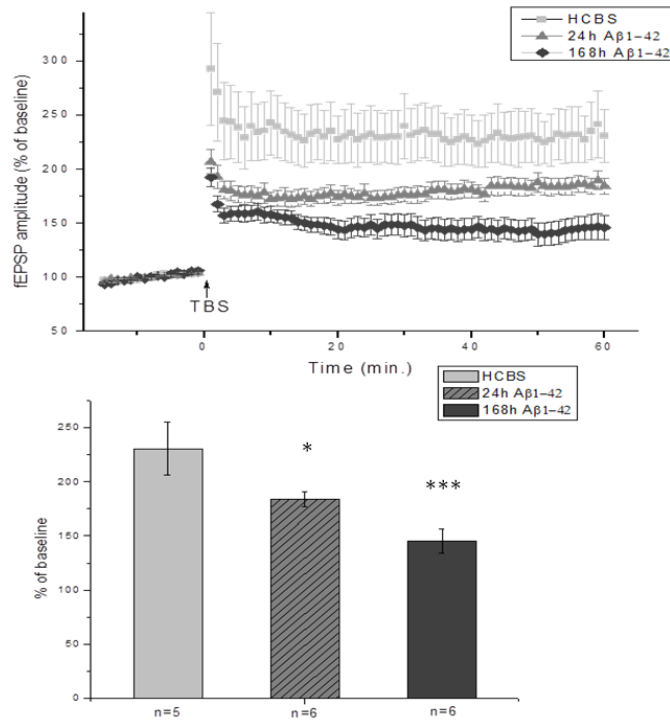 HCBS
24h Aβ1-42
168h Aβ1-42
fEPSP amplitude (% of baseline)
300
250
200
150
100
50
TBS
0 20 40 60
Time (min.)
HCBS
24h Aβ1-42
168h Aβ1-42
% of baseline
250
200
150
100
50
0
*
***
n=5 n=6 n=6